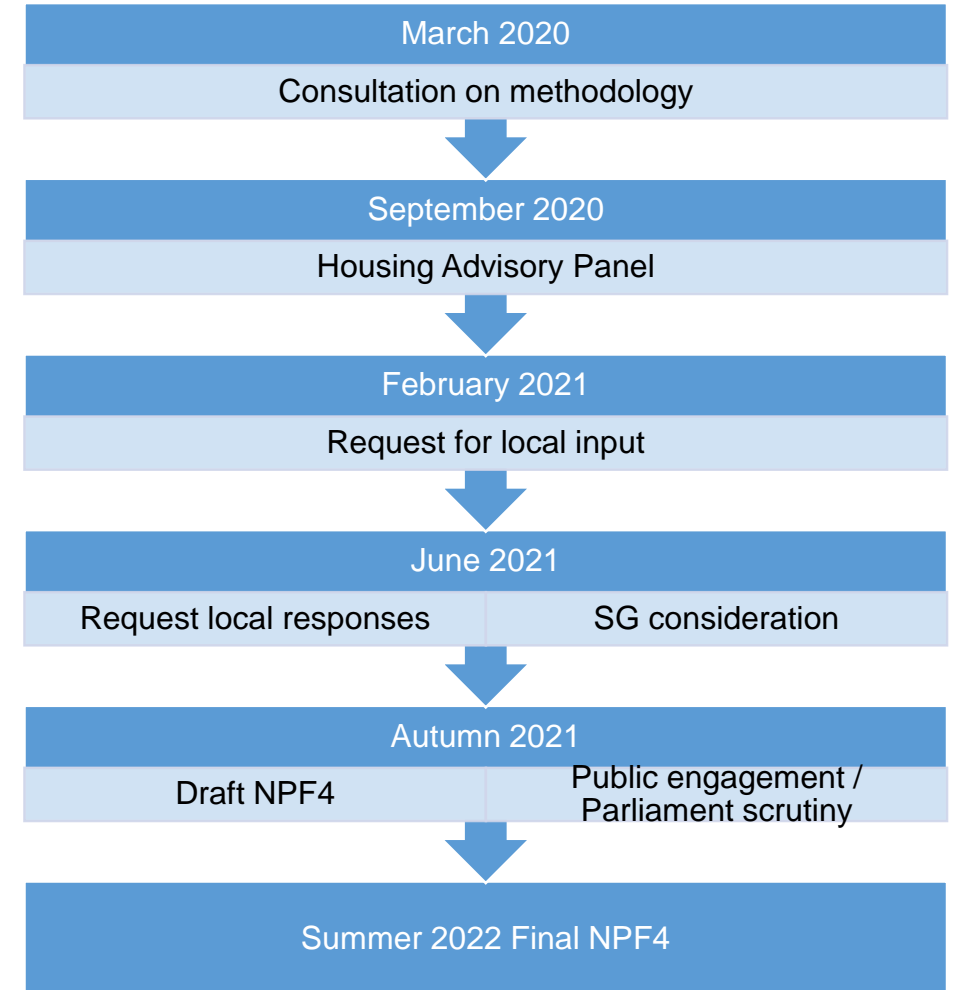 March 2020
Consultation on methodology
September 2020
Housing Advisory Panel
February 2021
Request for local input
June 2021
Request local responses
SG consideration
Autumn 2021
Draft NPF4
Public engagement /
Parliament scrutiny
Summer 2022 Final NPF4